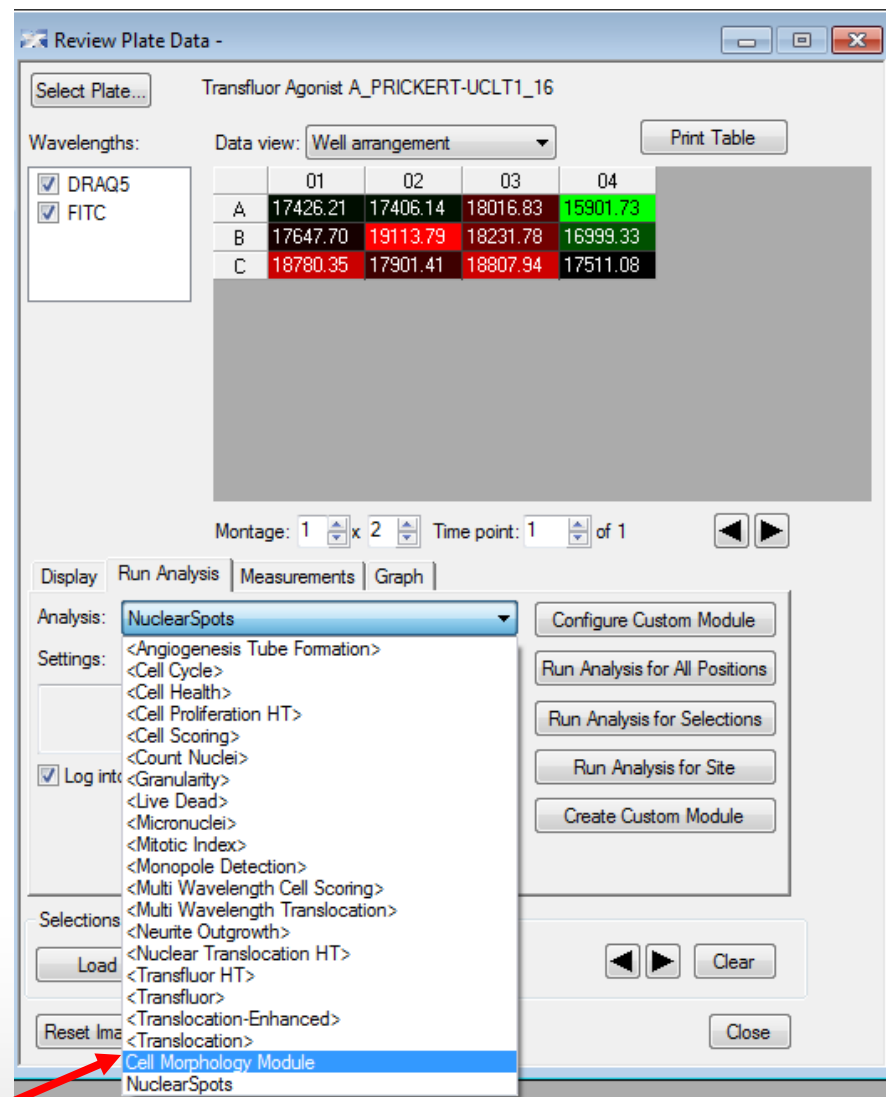 Review Plate Data -
Select Plate... Transfluor Agonist A_PRICKERT-UCLT1_16
Wavelengths: Data view: Well arrangement Print Table
DRAQ5
FITC
01 02 03 04
A 17426.21 17406.14 18016.83 15901.73
B 17647.70 19113.79 18231.78 16999.33
C 18780.35 17901.41 18807.94 17511.08
Montage: 1 x 2 Time point: 1 of 1
Display Run Analysis Measurements Graph
Analysis: NuclearSpots Configure Custom Module
Settings:
<Angiogenesis Tube Formation>
<Cell Cycle>
<Cell Health>
<Cell Proliferation HT>
<Cell Scoring>
<Count Nuclei>
<Granularity>
<Live Dead>
<Micronuclei>
<Mitotic Index>
<Monopole Detection>
<Multi Wavelength Cell Scoring>
<Multi Wavelength Translocation>
<Neurite Outgrowth>
<Nuclear Translocation HT>
<Transfluor HT>
<Transfluor>
<Translocation-Enhanced>
<Translocation>
Cell Morphology Module
NuclearSpots
Run Analysis for All Positions
Run Analysis for Selections
Run Analysis for Site
Create Custom Module
Log into
Selections
Load Clear
Reset Ima Close